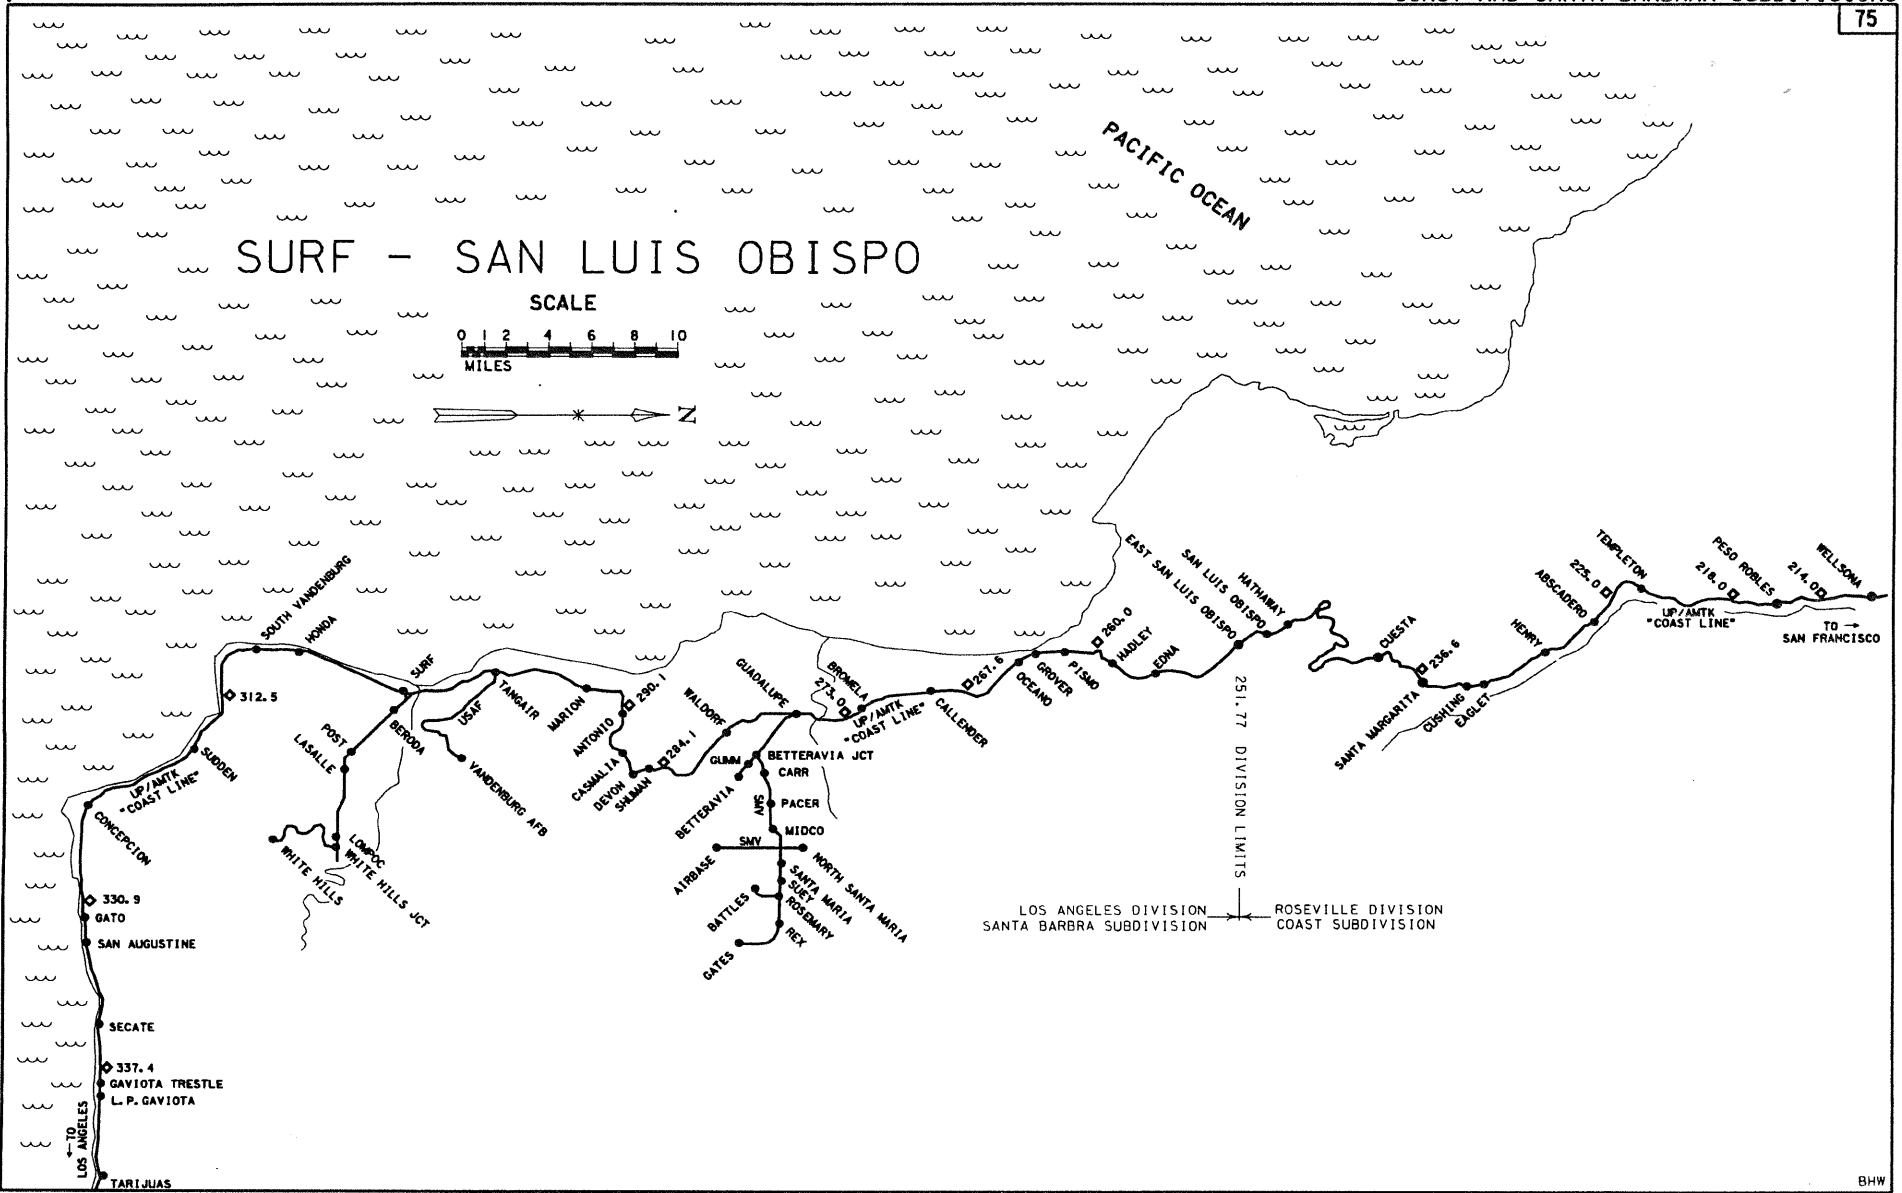 75
PACIFIC OCEAN
SURF - SAN LUIS OBISPO
SCALE
0 1 2 4 6 8 10
MILES
N
SOUTH VANDENBURG
HONDA
SURF
312.5
SUDDEN
UP/AMTK
"COAST LINE"
CONCEPCION
330.9
GATO
SAN AUGUSTINE
SECATE
337.4
GAVIOTA TRESTLE
L.P. GAVIOTA
←TO
LOS ANGELES
TARIJUAS
BERODA
POST
LASALLE
LOMPOC
WHITE HILLS JCT
WHITE HILLS
USAF
TANGAIR
VANDENBURG AFB
MARION
ANTONIO
290.1
CASMALIA
DEVON
SHUMAN
284.1
WALDORF
GUADALUPE
GUMM
BETTERAVIA JCT
BETTERAVIA
CARR
SMV
PACER
MIDCO
SMV
AIRBASE
NORTH SANTA MARIA
SANTA MARIA
SUEY
BATTLES
ROSEMARY
REX
GATES
BROMELA
273.0
UP/AMTK
"COAST LINE"
CALLENDER
267.6
OCEANO
GROVER
PISMO
260.0
HADLEY
EDNA
EAST SAN LUIS OBISPO
SAN LUIS OBISPO
HATHAWAY
251.77 DIVISION LIMITS
LOS ANGELES DIVISION
SANTA BARBRA SUBDIVISION
ROSEVILLE DIVISION
COAST SUBDIVISION
CUESTA
236.6
SANTA MARGARITA
CUSHING
EAGLET
HENRY
ABSCADERO
225.0
TEMPLETON
UP/AMTK
"COAST LINE"
218.0
PESO ROBLES
214.0
WELLSONA
TO →
SAN FRANCISCO
BHW